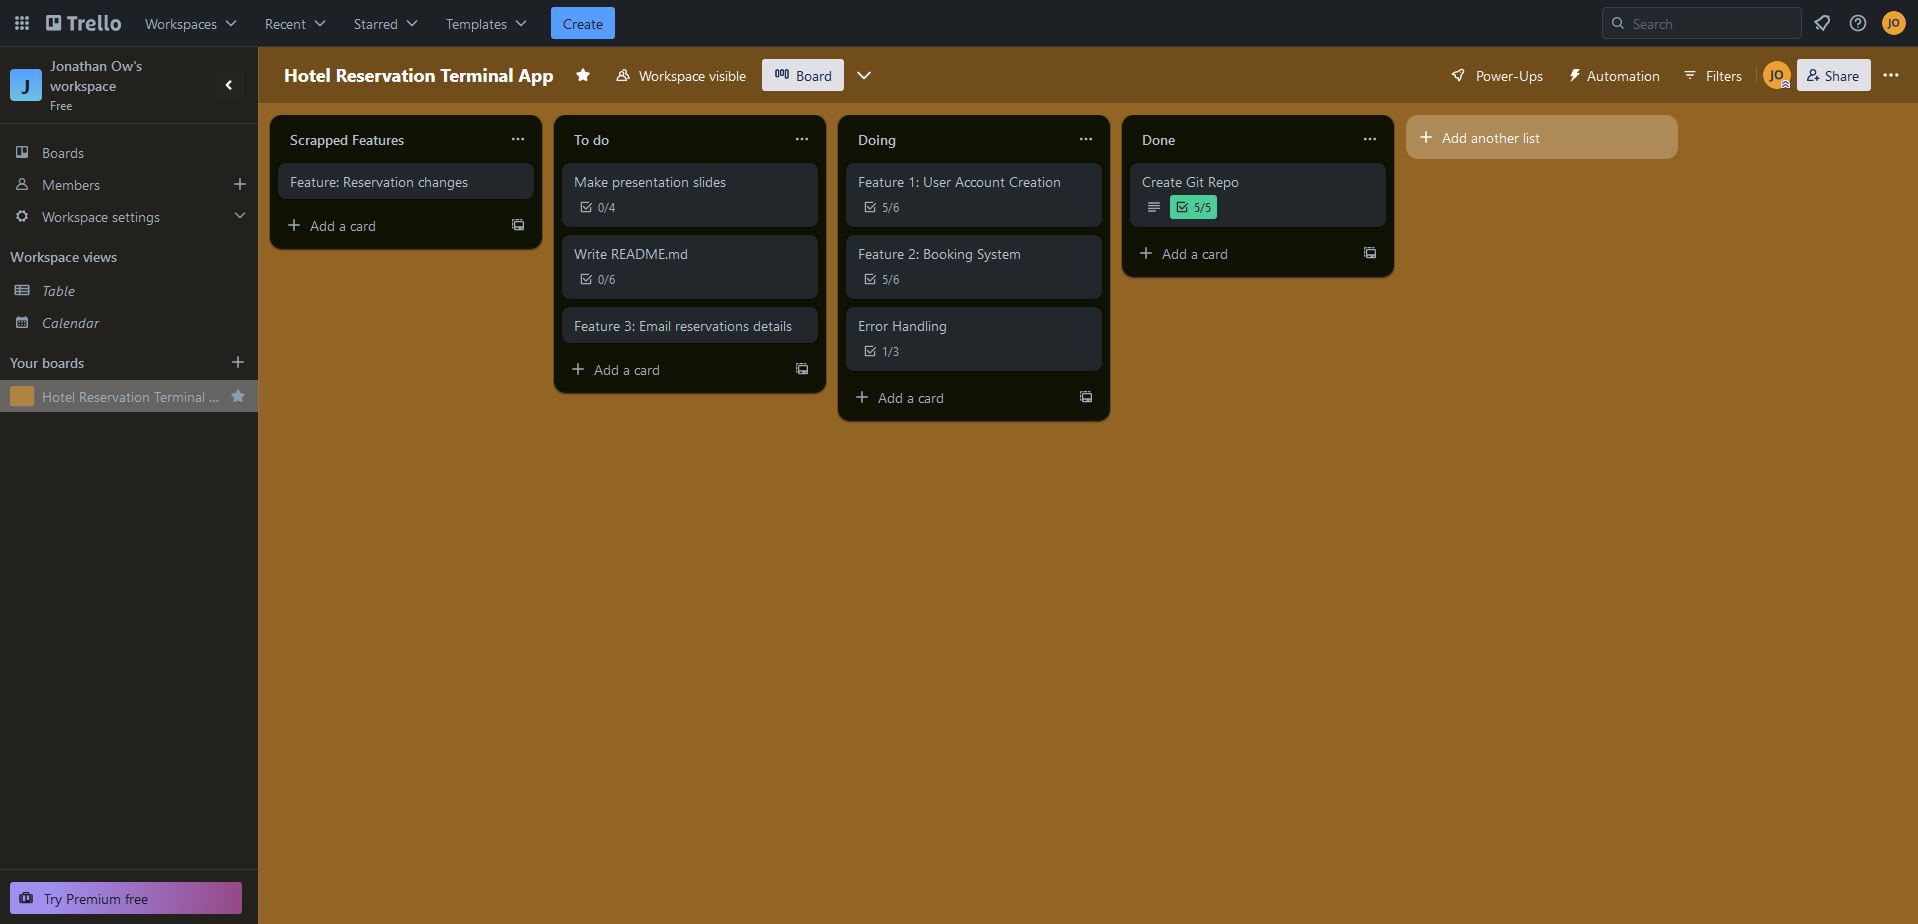 Trello
Workspaces
Recent
Starred
Templates
Create
Search
JO
J
Jonathan Ow's
workspace
Free
Boards
Members
Workspace settings
Workspace views
Table
Calendar
Your boards
Hotel Reservation Terminal ...
Try Premium free
Hotel Reservation Terminal App
Workspace visible
Board
Power-Ups
Automation
Filters
JO
Share
Scrapped Features
Feature: Reservation changes
Add a card
To do
Make presentation slides
0/4
Write README.md
0/6
Feature 3: Email reservations details
Add a card
Doing
Feature 1: User Account Creation
5/6
Feature 2: Booking System
5/6
Error Handling
1/3
Add a card
Done
Create Git Repo
5/5
Add a card
Add another list